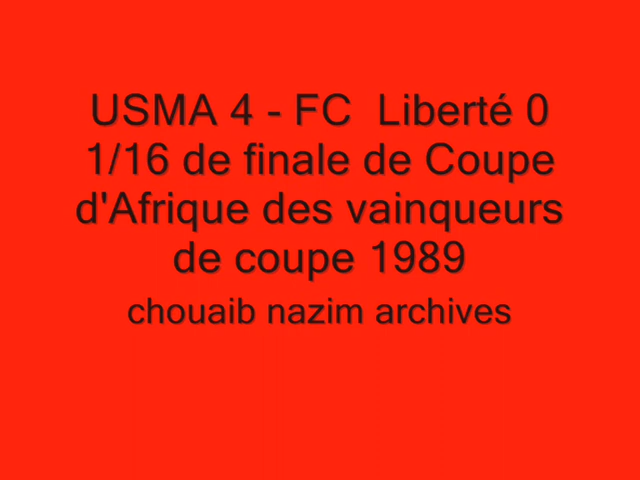 USMA 4 - FC  Liberté 0
1/16 de finale de Coupe
d'Afrique des vainqueurs
de coupe 1989
chouaib nazim archives